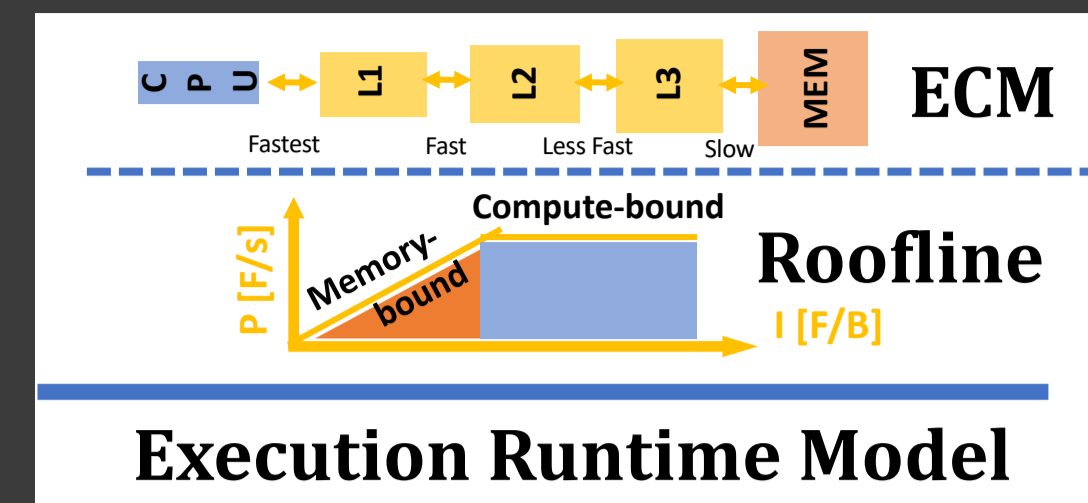 CPU
L1
L2
L3
MEM
ECM
Fastest
Fast
Less Fast
Slow
Compute-bound
Memory-
bound
P [F/s]
Roofline
I [F/B]
Execution Runtime Model